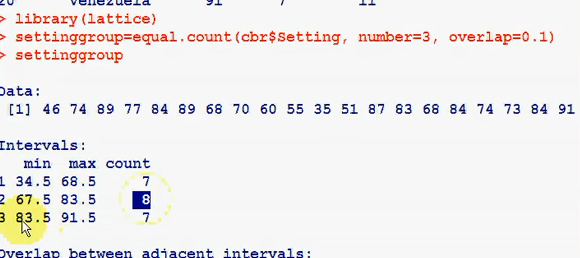 20 venezuela 91 7 11
> library(lattice)
> settinggroup=equal.count(cbr$Setting, number=3, overlap=0.1)
> settinggroup
Data:
[1] 46 74 89 77 84 89 68 70 60 55 35 51 87 83 68 84 74 73 84 91
Intervals:
min max count
1 34.5 68.5 7
2 67.5 83.5 8
3 83.5 91.5 7
Overlap between adjacent intervals: